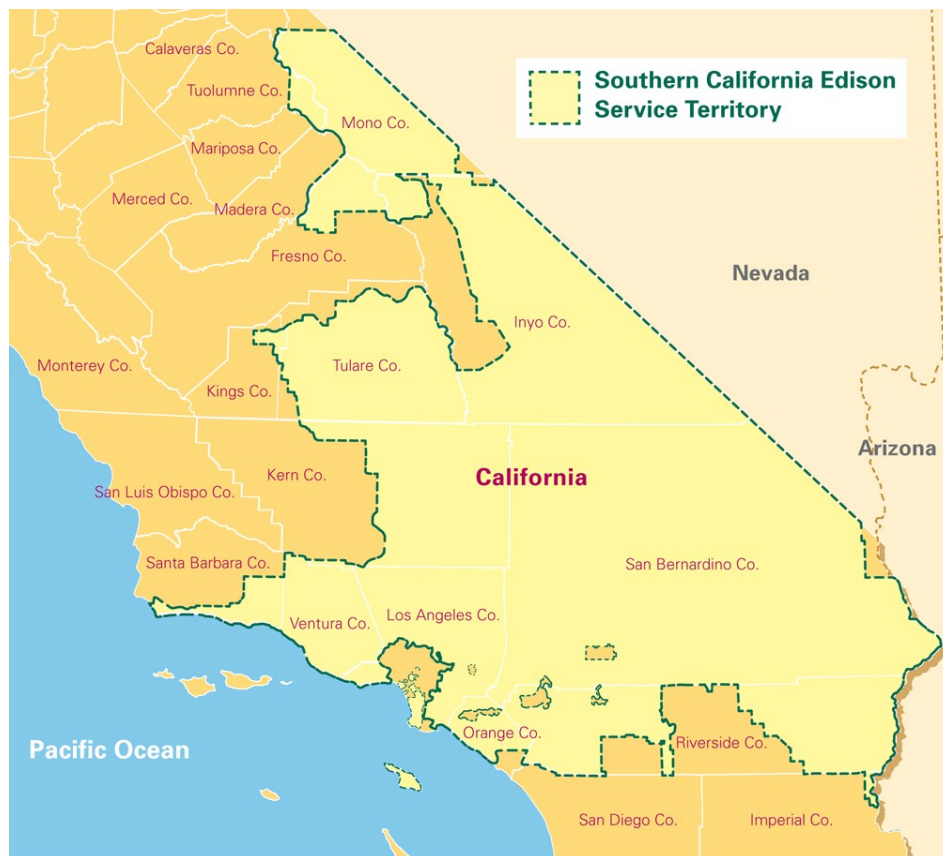 Calaveras Co.
Southern California Edison
Service Territory
Tuolumne Co.
Mono Co.
Mariposa Co.
Merced Co.
Madera Co.
Fresno Co.
Nevada
Inyo Co.
Monterey Co.
Tulare Co.
Kings Co.
Arizona
Kern Co.
California
San Luis Obispo Co.
Santa Barbara Co.
San Bernardino Co.
Los Angeles Co.
Ventura Co.
Orange Co.
Riverside Co.
Pacific Ocean
San Diego Co.
Imperial Co.